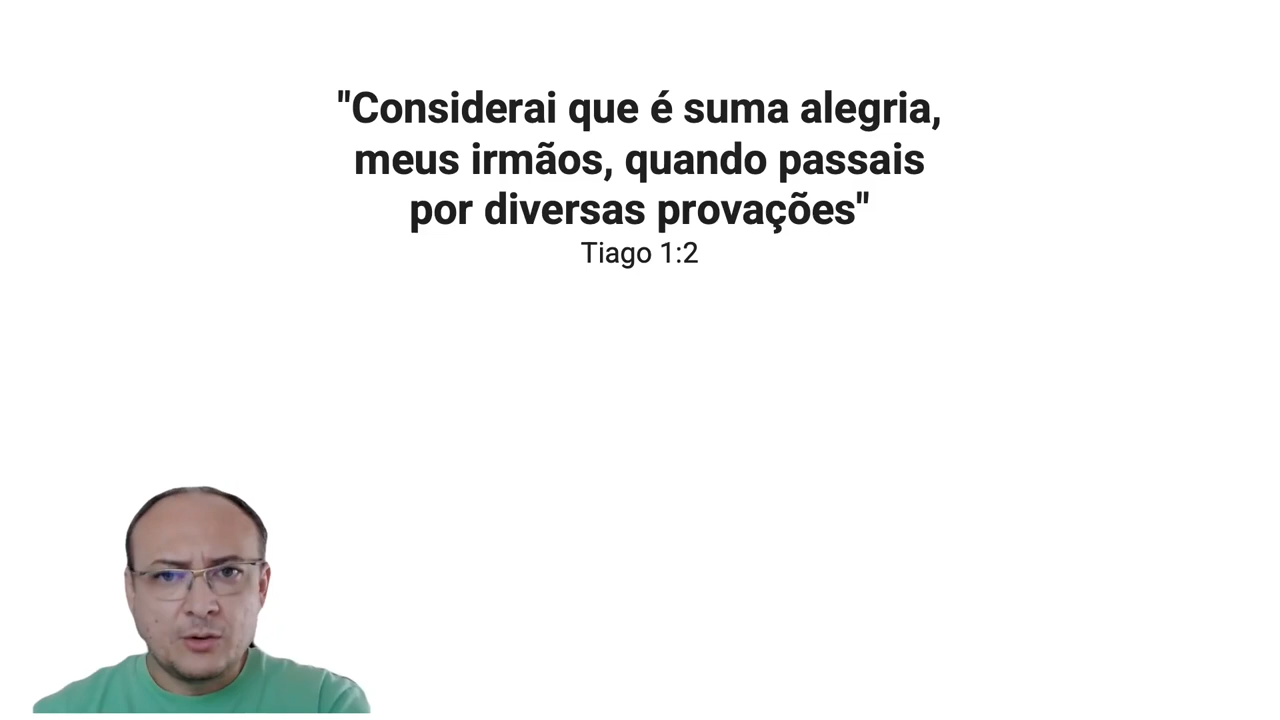 "Considerai que é suma alegria,
meus irmãos, quando passais
por diversas provações"
Tiago 1:2